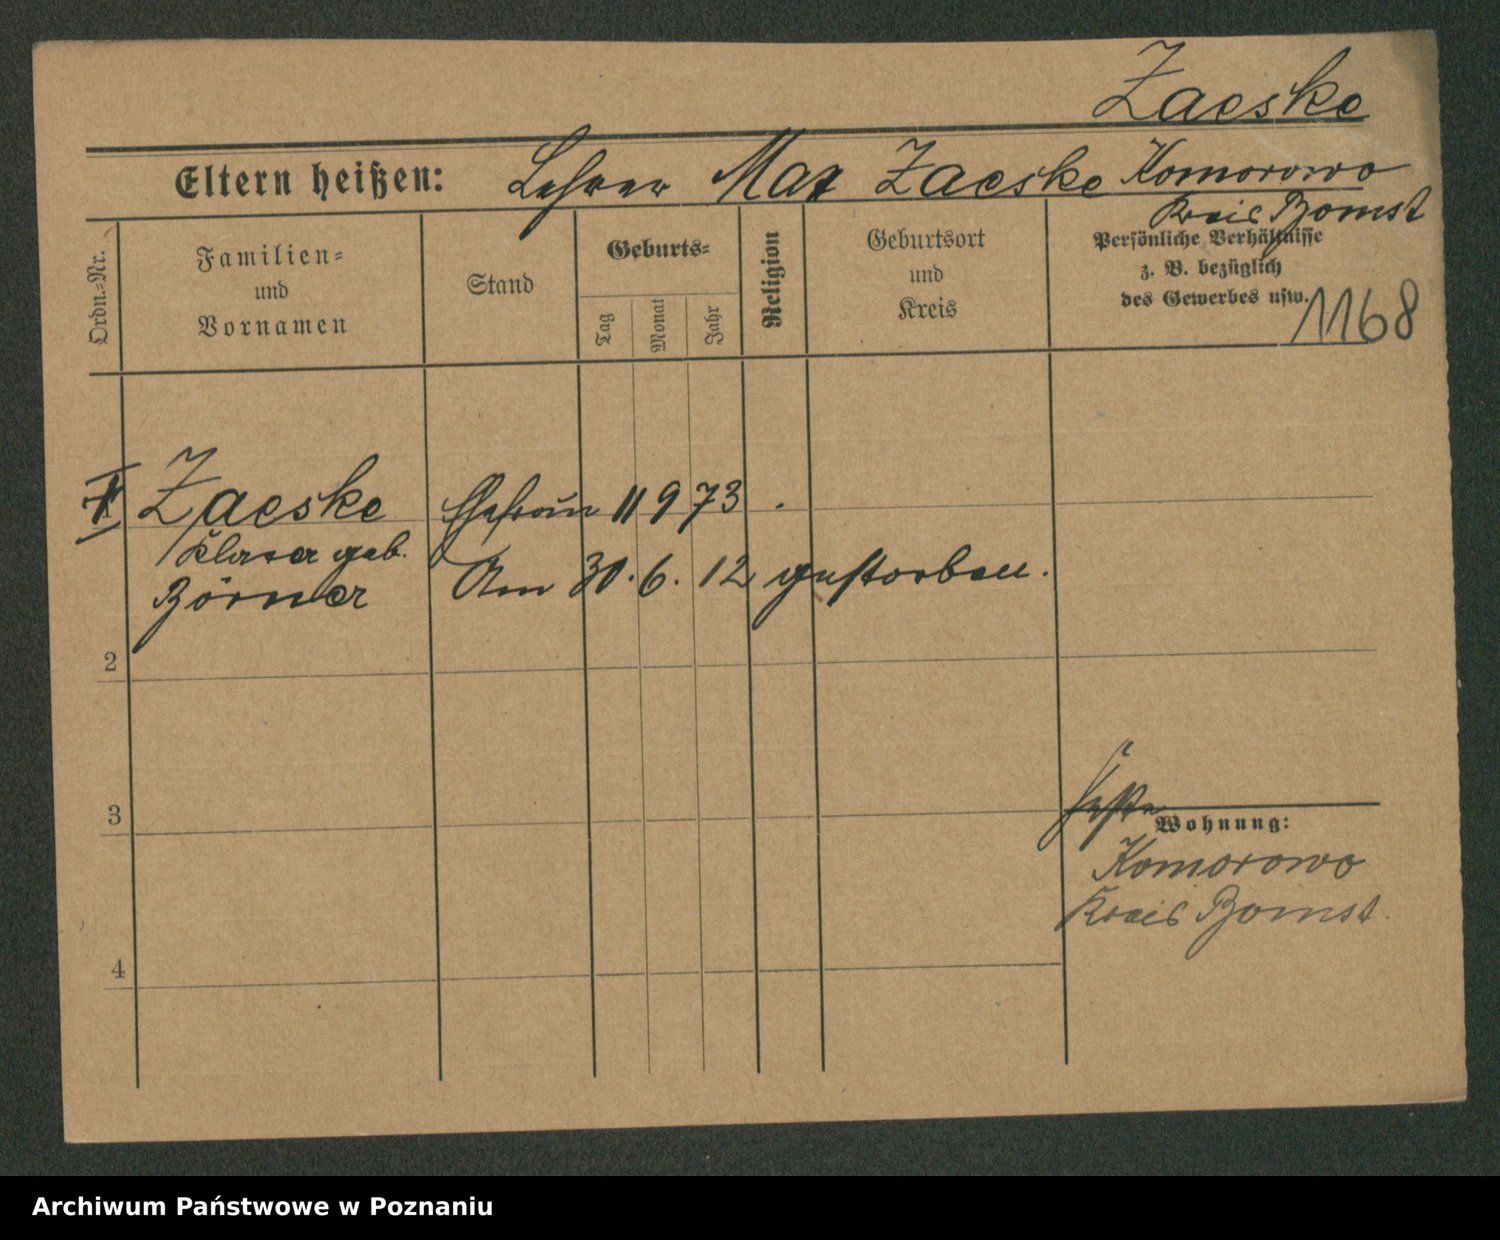 Zaeske
Eltern heißen: Lehrer Max Zaeske Komorowo
Kreis Bomst
Ordn.-Nr.
Familien-
und
Vornamen
Stand
Geburts-
Tag
Monat
Jahr
Religion
Geburtsort
und
Kreis
Persönliche Verhältnisse
z. B. bezüglich
des Gewerbes usw.
1168
Zaeske Ehefrau 11 9 73
Klara geb.
Börner
Am 30. 6. 12 gestorben.
2
3
4
Wohnung:
Komorowo
Kreis Bomst.
Archiwum Państwowe w Poznaniu